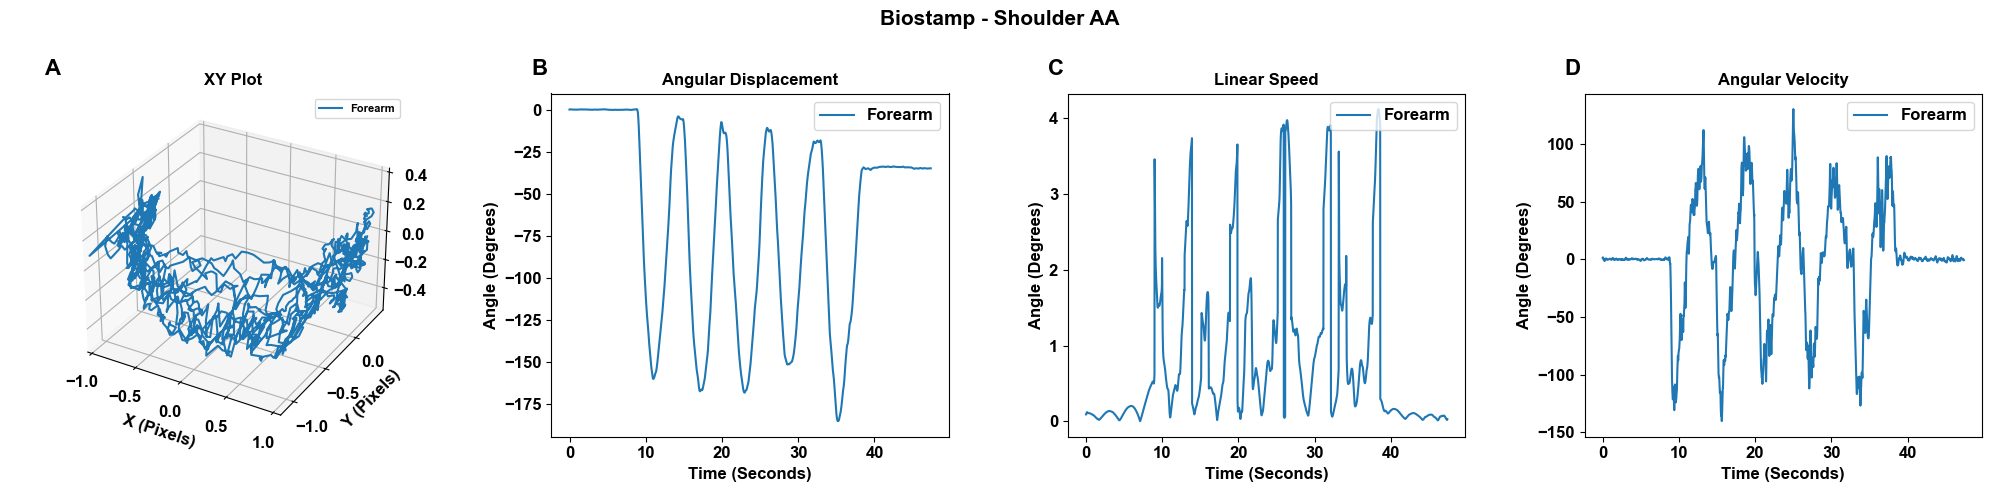 Biostamp - Shoulder AA
A
XY Plot
Forearm
0.4
0.2
0.0
−0.2
−0.4
−1.0
−0.5
0.0
0.5
1.0
X (Pixels)
−1.0
−0.5
0.0
Y (Pixels)
B
Angular Displacement
Forearm
Angle (Degrees)
0
−25
−50
−75
−100
−125
−150
−175
0 10 20 30 40
Time (Seconds)
C
Linear Speed
Forearm
Angle (Degrees)
4
3
2
1
0
0 10 20 30 40
Time (Seconds)
D
Angular Velocity
Forearm
Angle (Degrees)
100
50
0
−50
−100
−150
0 10 20 30 40
Time (Seconds)